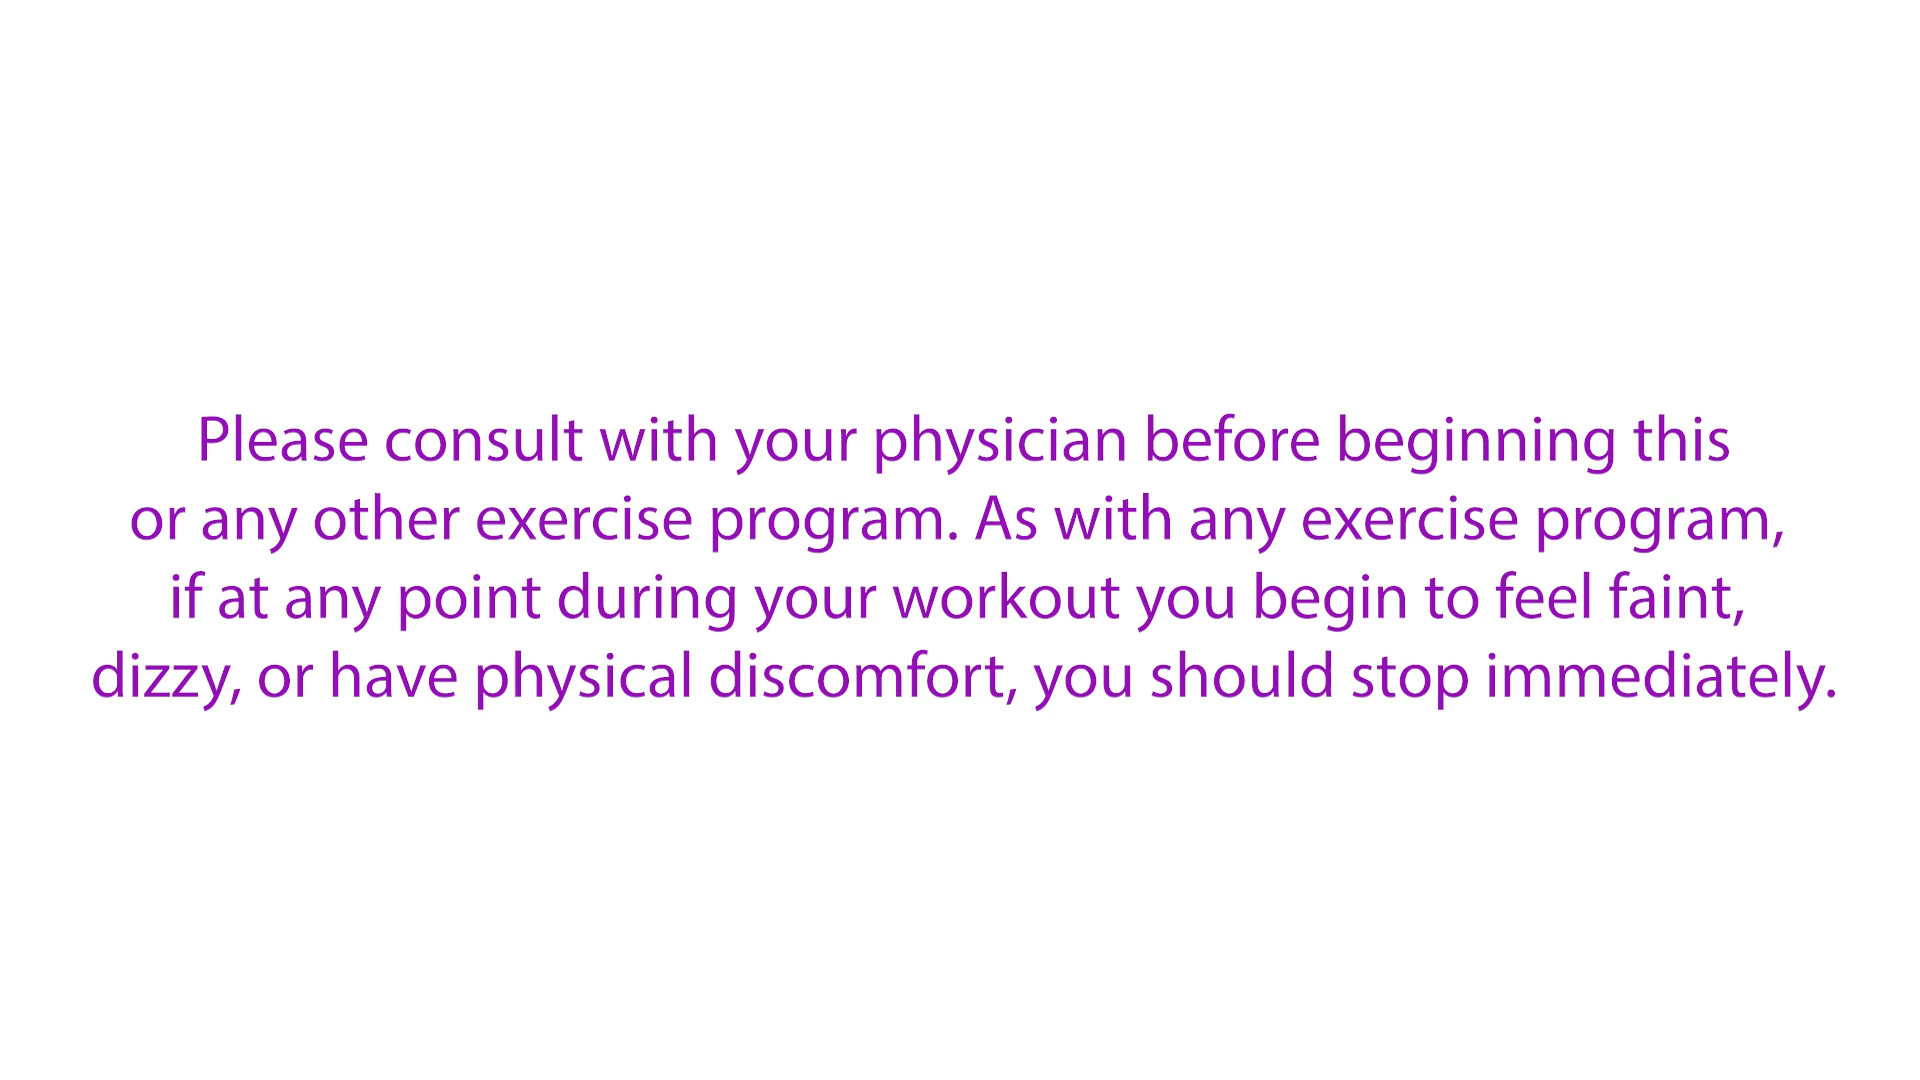 Please consult with your physician before beginning this
or any other exercise program. As with any exercise program,
if at any point during your workout you begin to feel faint,
dizzy, or have physical discomfort, you should stop immediately.